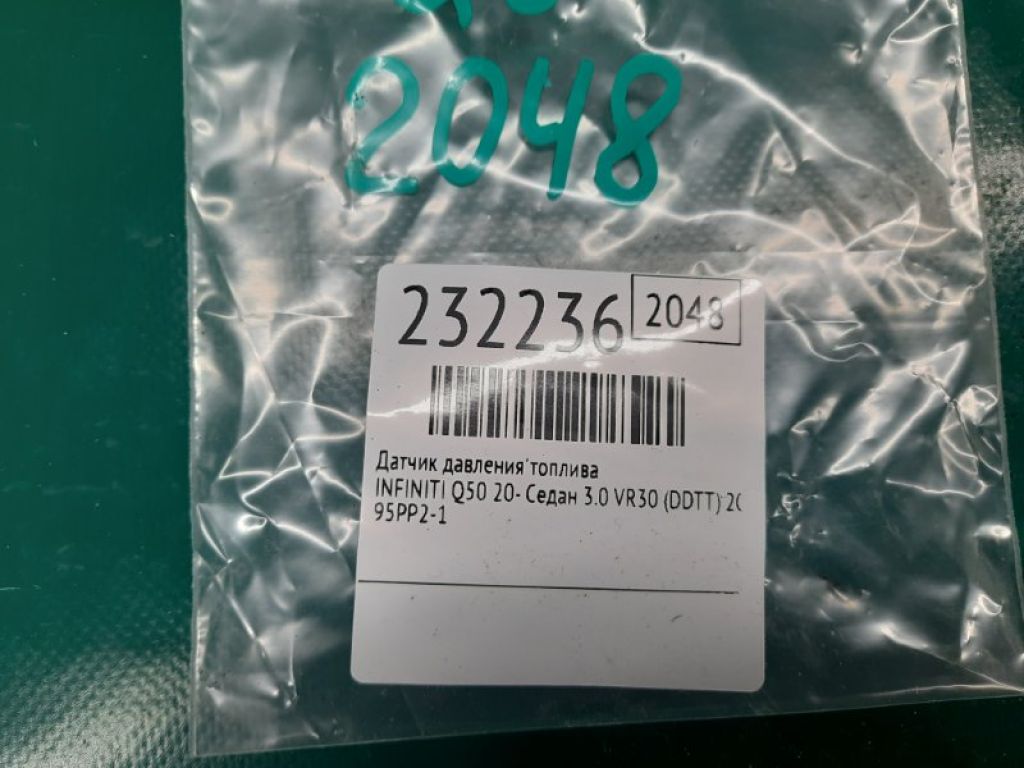 2048
232236
2048
Датчик давления топлива
INFINITI Q50 20- Седан 3.0 VR30 (DDTT)
95PP2-1